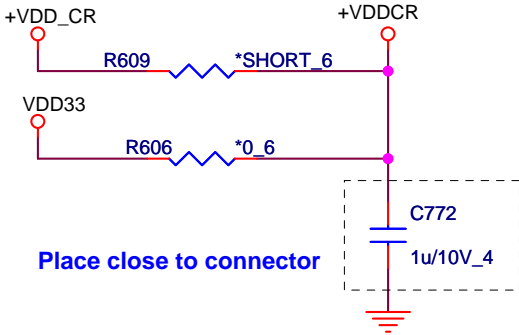 +VDD_CR
+VDDCR
R609
*SHORT_6
VDD33
R606
*0_6
C772
1u/10V_4
Place close to connector